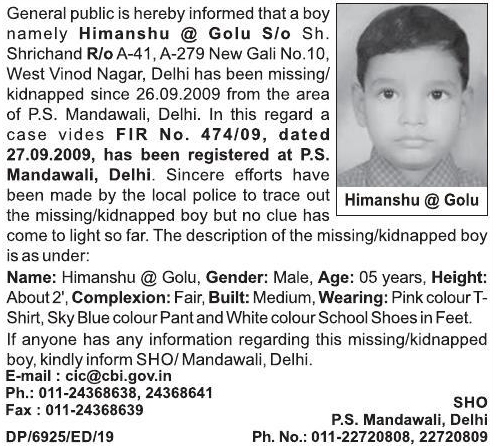 General public is hereby informed that a boy
namely Himanshu @ Golu S/o Sh.
Shrichand R/o A-41, A-279 New Gali No.10,
West Vinod Nagar, Delhi has been missing/
kidnapped since 26.09.2009 from the area
of P.S. Mandawali, Delhi. In this regard a
case vides FIR No. 474/09, dated
27.09.2009, has been registered at P.S.
Mandawali, Delhi. Sincere efforts have
been made by the local police to trace out
the missing/kidnapped boy but no clue has
come to light so far. The description of the missing/kidnapped boy
is as under:
Himanshu @ Golu
Name: Himanshu @ Golu, Gender: Male, Age: 05 years, Height:
About 2', Complexion: Fair, Built: Medium, Wearing: Pink colour T-
Shirt, Sky Blue colour Pant and White colour School Shoes in Feet.
If anyone has any information regarding this missing/kidnapped
boy, kindly inform SHO/ Mandawali, Delhi.
E-mail : cic@cbi.gov.in
Ph.: 011-24368638, 24368641
Fax : 011-24368639
DP/6925/ED/19
SHO
P.S. Mandawali, Delhi
Ph. No.: 011-22720808, 22720809